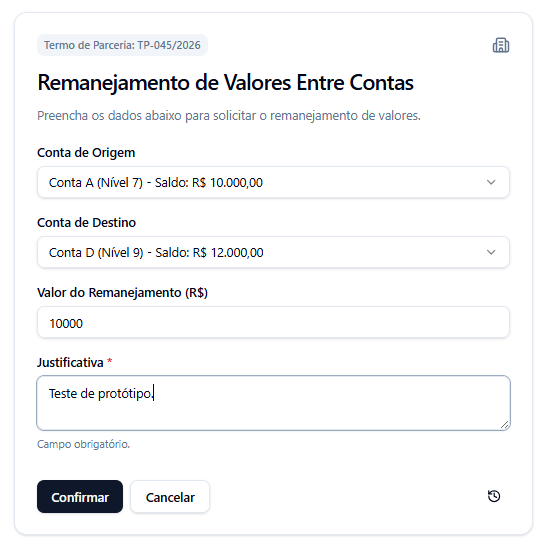 Termo de Parceria: TP-045/2026
Remanejamento de Valores Entre Contas
Preencha os dados abaixo para solicitar o remanejamento de valores.
Conta de Origem
Conta A (Nível 7) - Saldo: R$ 10.000,00
Conta de Destino
Conta D (Nível 9) - Saldo: R$ 12.000,00
Valor do Remanejamento (R$)
10000
Justificativa *
Teste de protótipo.
Campo obrigatório.
Confirmar Cancelar